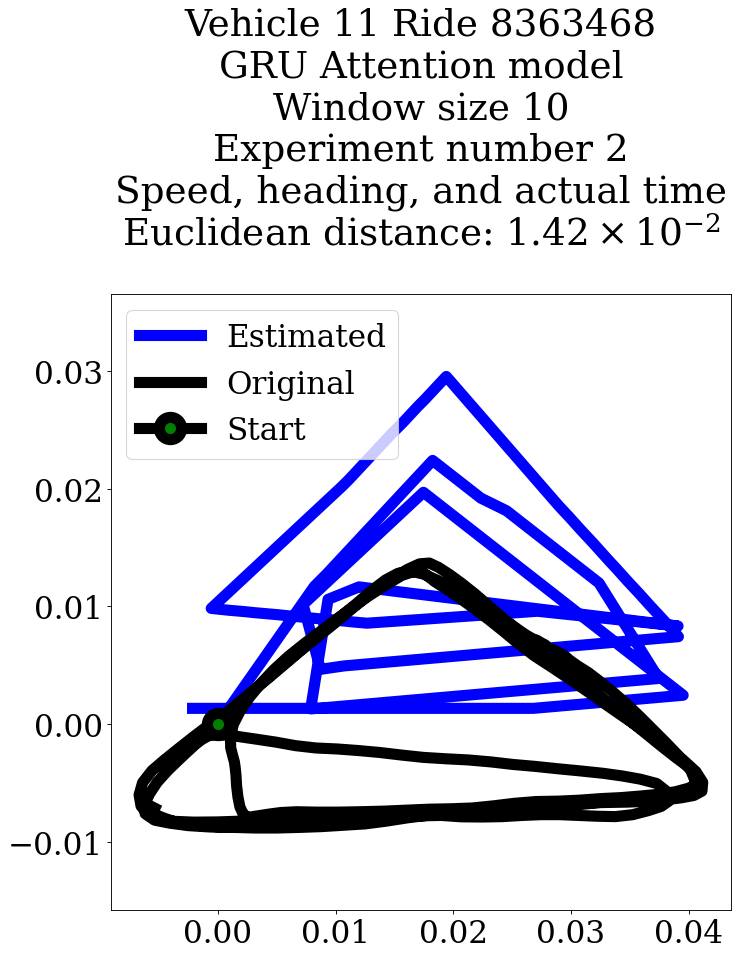 Vehicle 11 Ride 8363468
GRU Attention model
Window size 10
Experiment number 2
Speed, heading, and actual time
Euclidean distance: 1.42 × 10⁻²
Estimated
Original
Start
0.03
0.02
0.01
0.00
−0.01
0.00 0.01 0.02 0.03 0.04